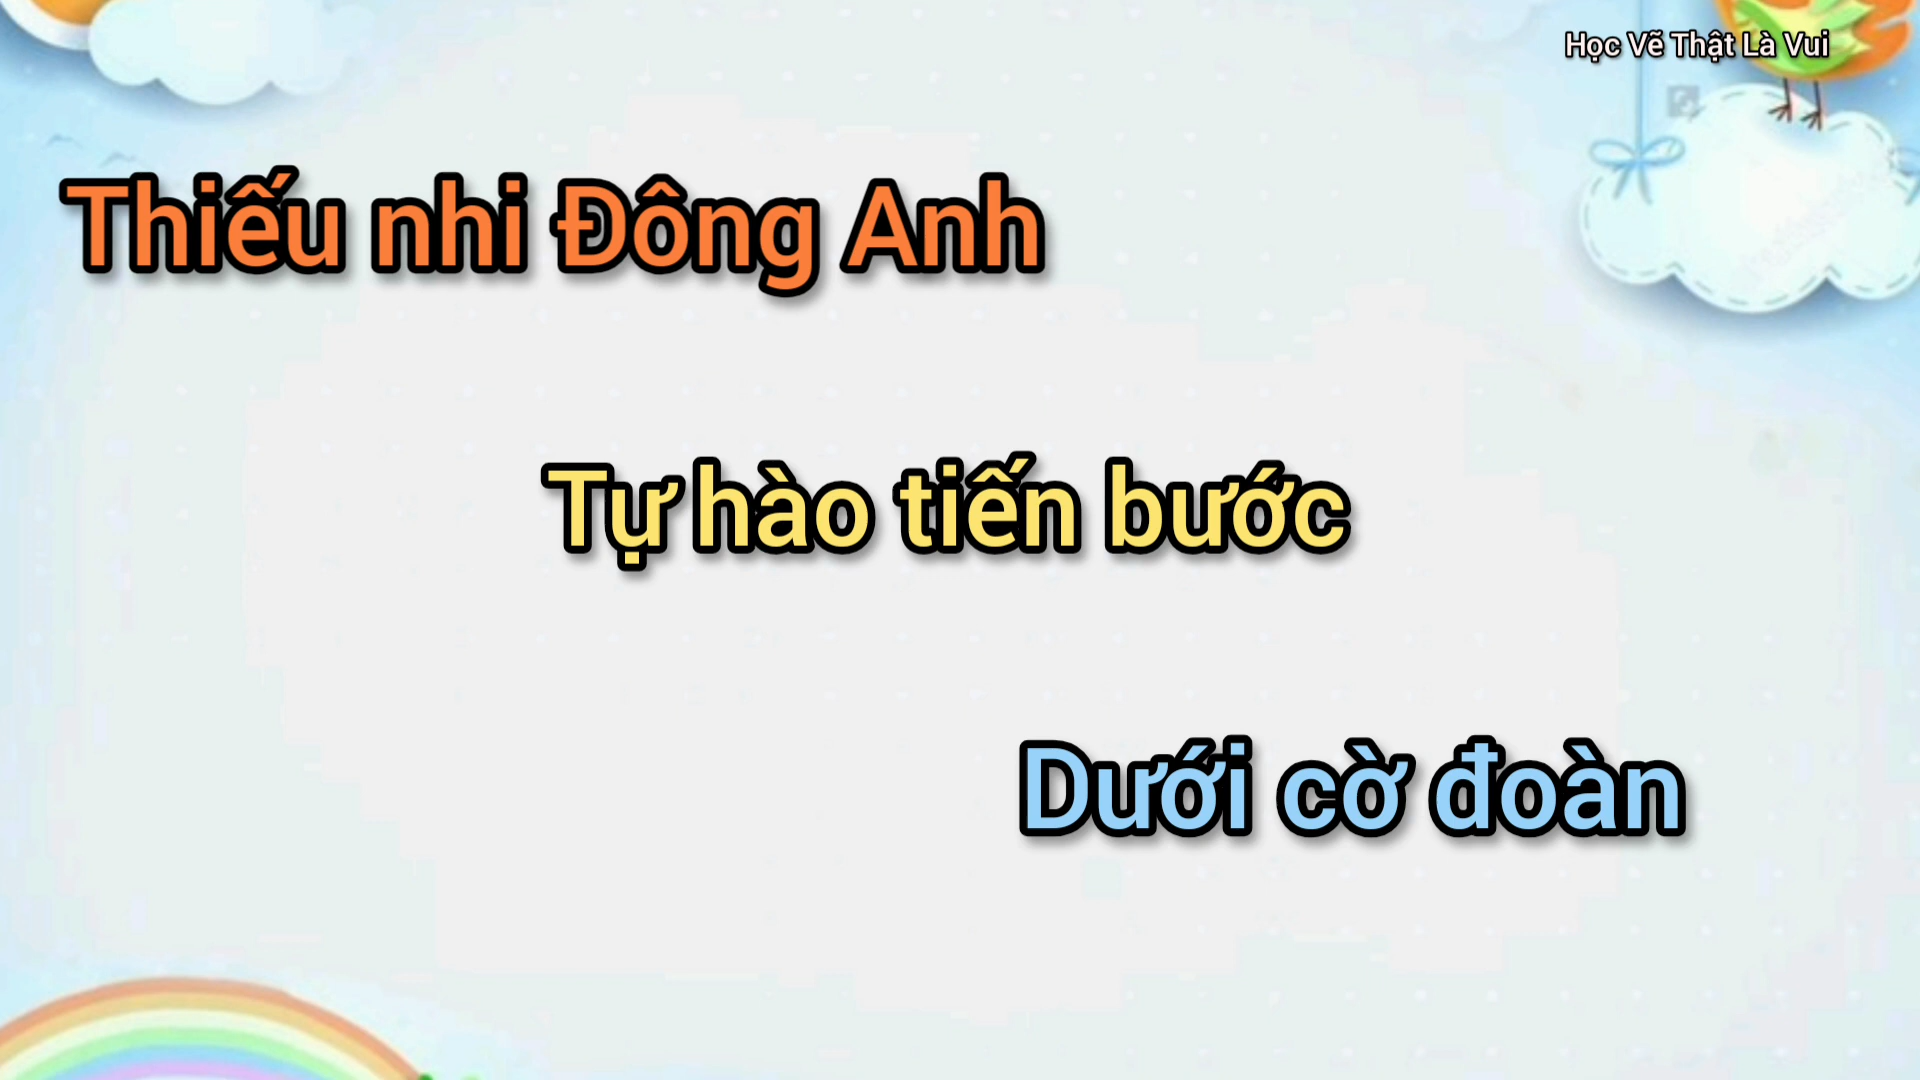 Học Vẽ Thật Là Vui
Thiếu nhi Đông Anh
Tự hào tiến bước
Dưới cờ đoàn